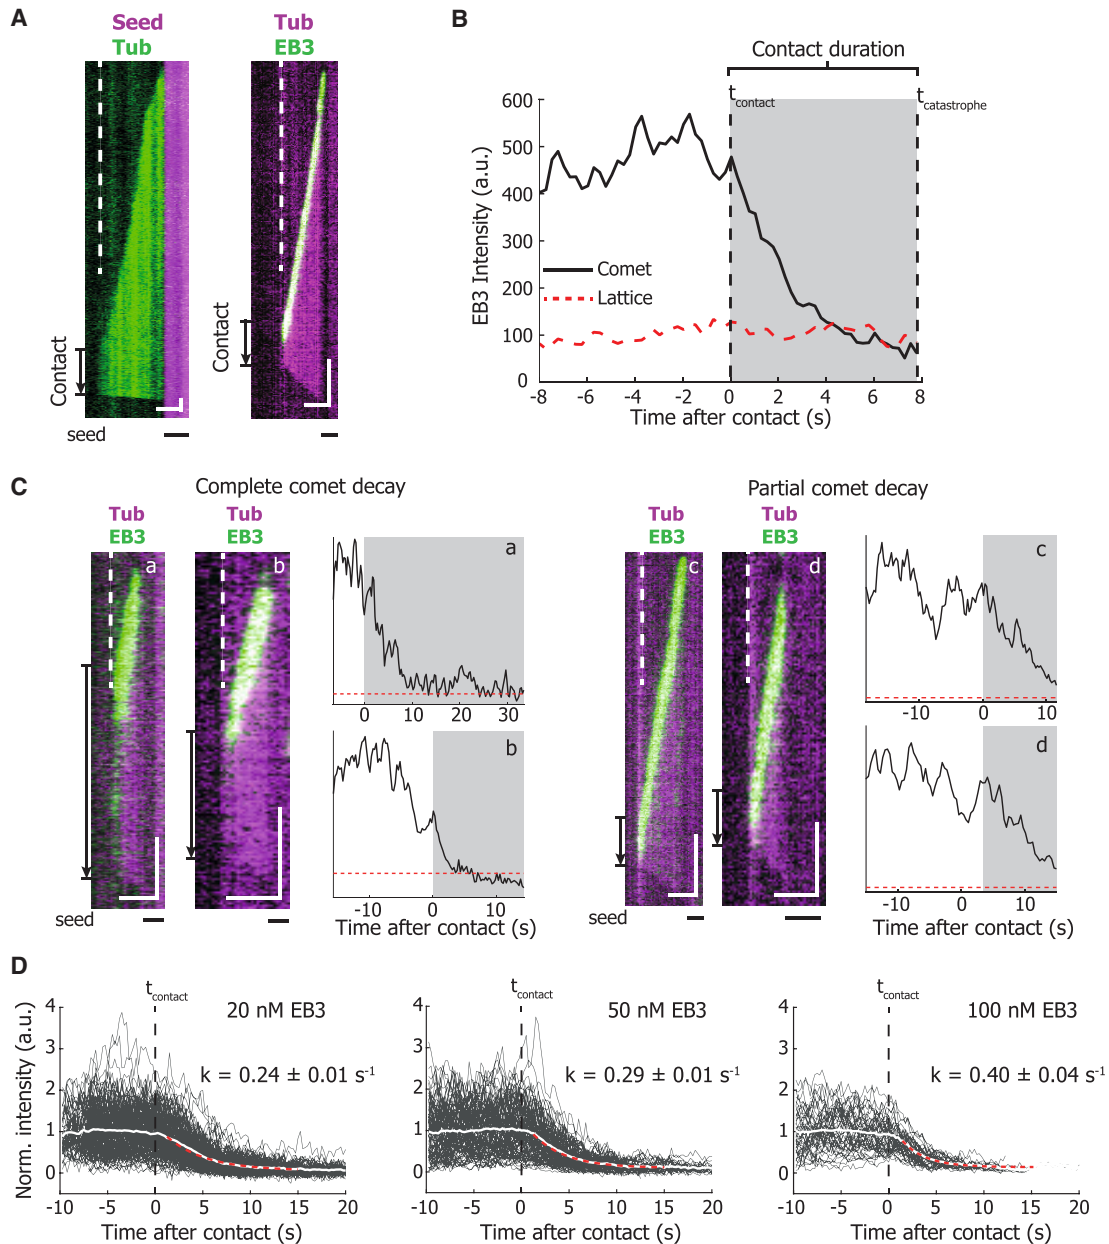 A
Seed
Tub
Tub
EB3
Contact
Contact
seed
B
Contact duration
t_contact
t_catastrophe
EB3 Intensity (a.u.)
600
500
400
300
200
100
0
Comet
Lattice
-8 -6 -4 -2 0 2 4 6 8
Time after contact (s)
C
Complete comet decay
Tub
EB3
a
Tub
EB3
b
seed
a
0 10 20 30
b
-10 0 10
Time after contact (s)
Partial comet decay
Tub
EB3
c
Tub
EB3
d
seed
c
-10 0 10
d
-10 0 10
Time after contact (s)
D
Norm. intensity (a.u.)
t_contact
20 nM EB3
k = 0.24 ± 0.01 s⁻¹
4
3
2
1
0
-10 -5 0 5 10 15 20
Time after contact (s)
t_contact
50 nM EB3
k = 0.29 ± 0.01 s⁻¹
4
3
2
1
0
-10 -5 0 5 10 15 20
Time after contact (s)
t_contact
100 nM EB3
k = 0.40 ± 0.04 s⁻¹
4
3
2
1
0
-10 -5 0 5 10 15 20
Time after contact (s)